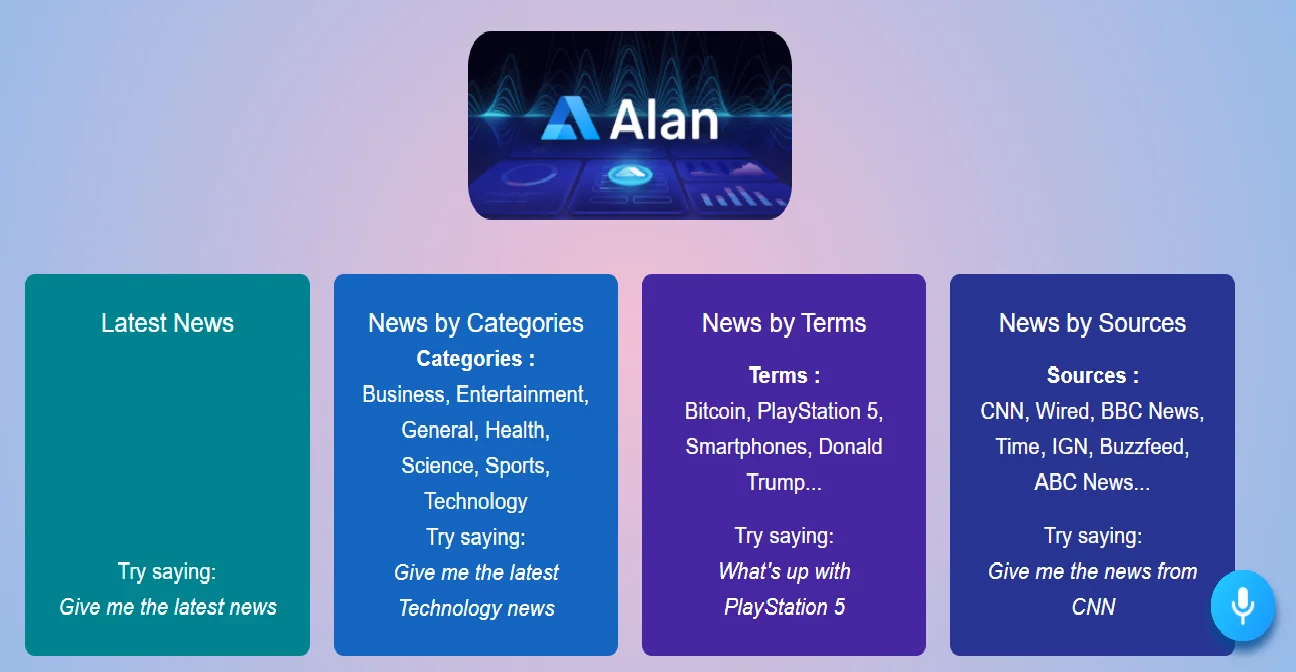 Alan
Latest News
Try saying:
Give me the latest news
News by Categories
Categories :
Business, Entertainment,
General, Health,
Science, Sports,
Technology
Try saying:
Give me the latest
Technology news
News by Terms
Terms :
Bitcoin, PlayStation 5,
Smartphones, Donald
Trump...
Try saying:
What's up with
PlayStation 5
News by Sources
Sources :
CNN, Wired, BBC News,
Time, IGN, Buzzfeed,
ABC News...
Try saying:
Give me the news from
CNN